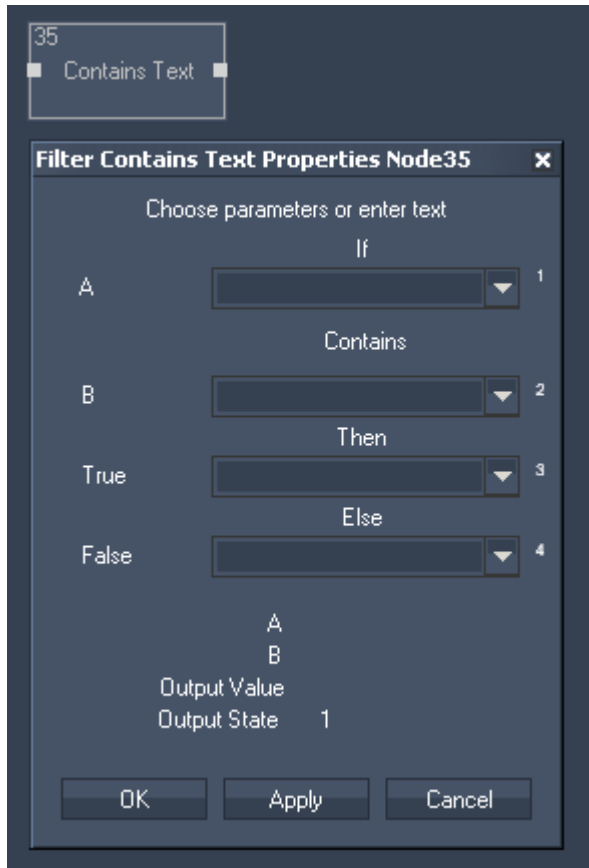 35
Contains Text
Filter Contains Text Properties Node35
Choose parameters or enter text
If
A 1
Contains
B 2
Then
True 3
Else
False 4
A
B
Output Value
Output State 1
OK Apply Cancel